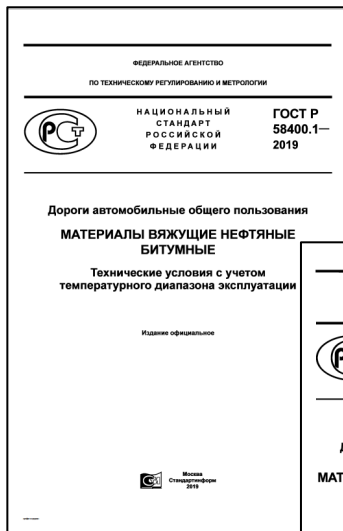 ФЕДЕРАЛЬНОЕ АГЕНТСТВО
ПО ТЕХНИЧЕСКОМУ РЕГУЛИРОВАНИЮ И МЕТРОЛОГИИ
НАЦИОНАЛЬНЫЙ
СТАНДАРТ
РОССИЙСКОЙ
ФЕДЕРАЦИИ
ГОСТ Р
58400.1—
2019
Дороги автомобильные общего пользования
МАТЕРИАЛЫ ВЯЖУЩИЕ НЕФТЯНЫЕ
БИТУМНЫЕ
Технические условия с учетом
температурного диапазона эксплуатации
Издание официальное
Москва
Стандартинформ
2019
МАТ